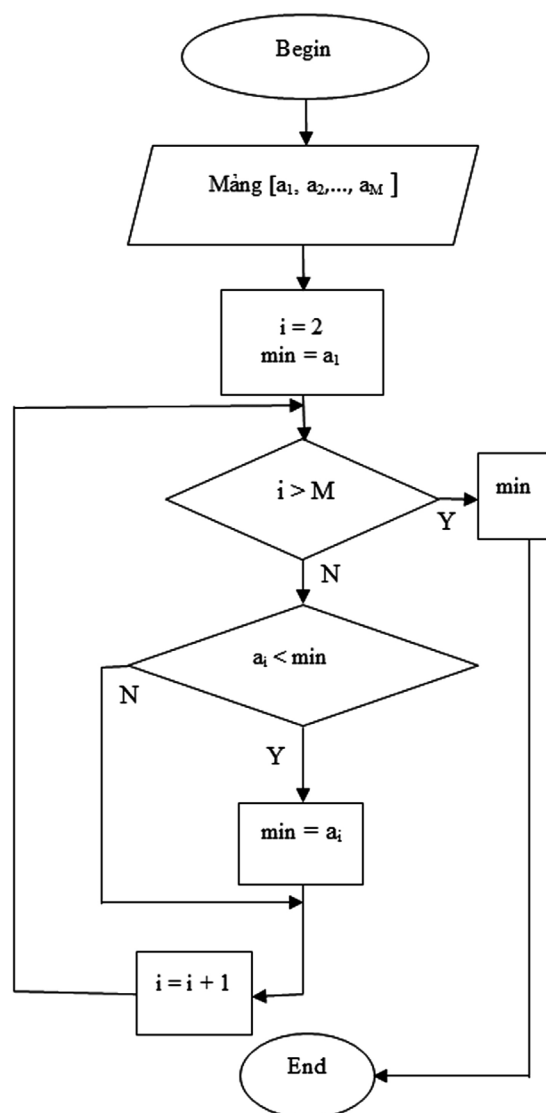 Begin
Mảng [a₁, a₂,..., aM ]
i = 2
min = a₁
i > M
Y
min
N
aᵢ < min
N
Y
min = aᵢ
i = i + 1
End